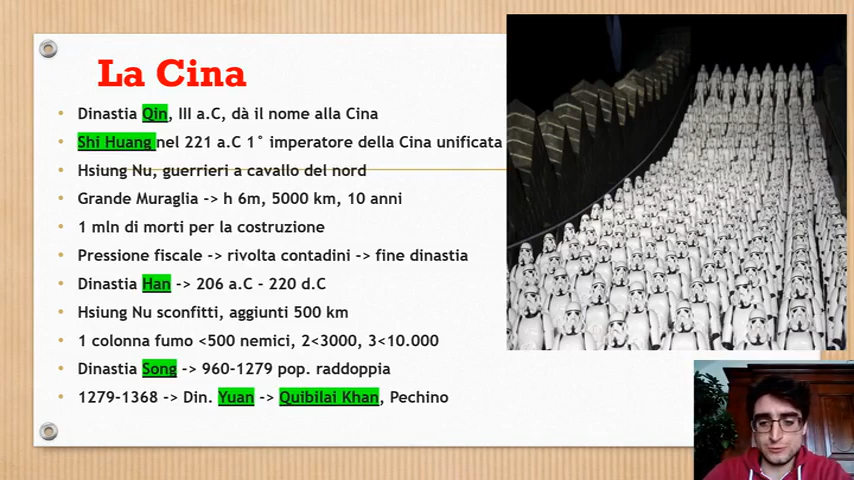 La Cina
Dinastia Qin, III a.C, dà il nome alla Cina
Shi Huang nel 221 a.C 1° imperatore della Cina unificata
Hsiung Nu, guerrieri a cavallo del nord
Grande Muraglia -> h 6m, 5000 km, 10 anni
1 mln di morti per la costruzione
Pressione fiscale -> rivolta contadini -> fine dinastia
Dinastia Han -> 206 a.C - 220 d.C
Hsiung Nu sconfitti, aggiunti 500 km
1 colonna fumo <500 nemici, 2<3000, 3<10.000
Dinastia Song -> 960-1279 pop. raddoppia
1279-1368 -> Din. Yuan -> Quibilai Khan, Pechino